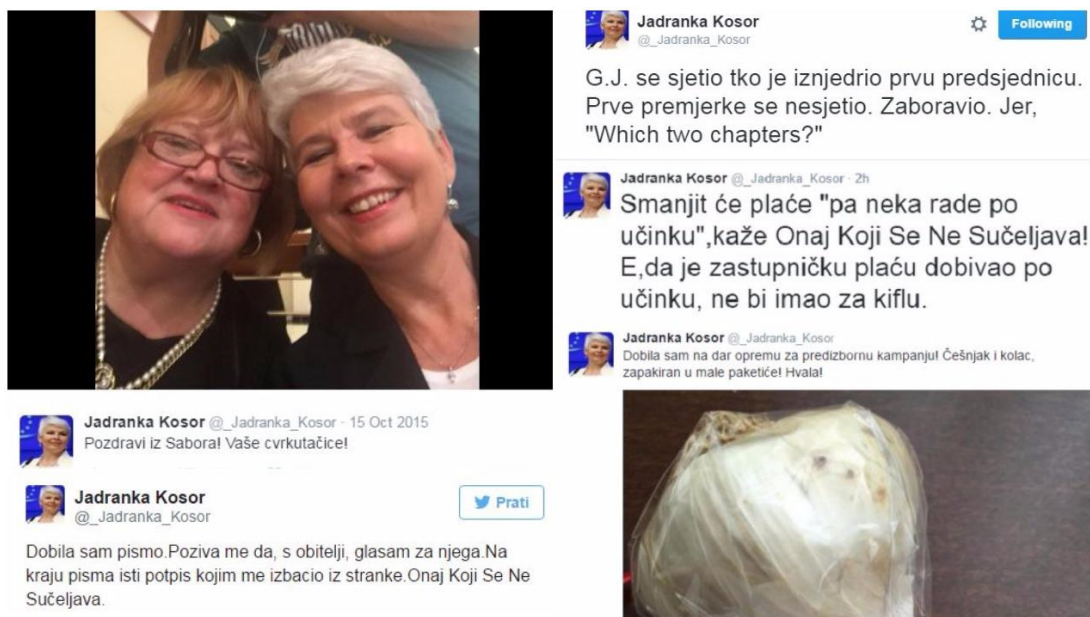 Jadranka Kosor @_Jadranka_Kosor · 15 Oct 2015
Pozdravi iz Sabora! Vaše cvrkutačice!
Jadranka Kosor
@_Jadranka_Kosor
Prati
Dobila sam pismo.Poziva me da, s obitelji, glasam za njega.Na
kraju pisma isti potpis kojim me izbacio iz stranke.Onaj Koji Se Ne
Sučeljava.
Jadranka Kosor
@_Jadranka_Kosor
Following
G.J. se sjetio tko je iznjedrio prvu predsjednicu.
Prve premjerke se nesjetio. Zaboravio. Jer,
"Which two chapters?"
Jadranka Kosor @_Jadranka_Kosor · 2h
Smanjit će plaće "pa neka rade po
učinku",kaže Onaj Koji Se Ne Sučeljava!
E,da je zastupničku plaću dobivao po
učinku, ne bi imao za kiflu.
Jadranka Kosor @_Jadranka_Kosor
Dobila sam na dar opremu za predizbornu kampanju! Češnjak i kolac,
zapakiran u male paketiće! Hvala!